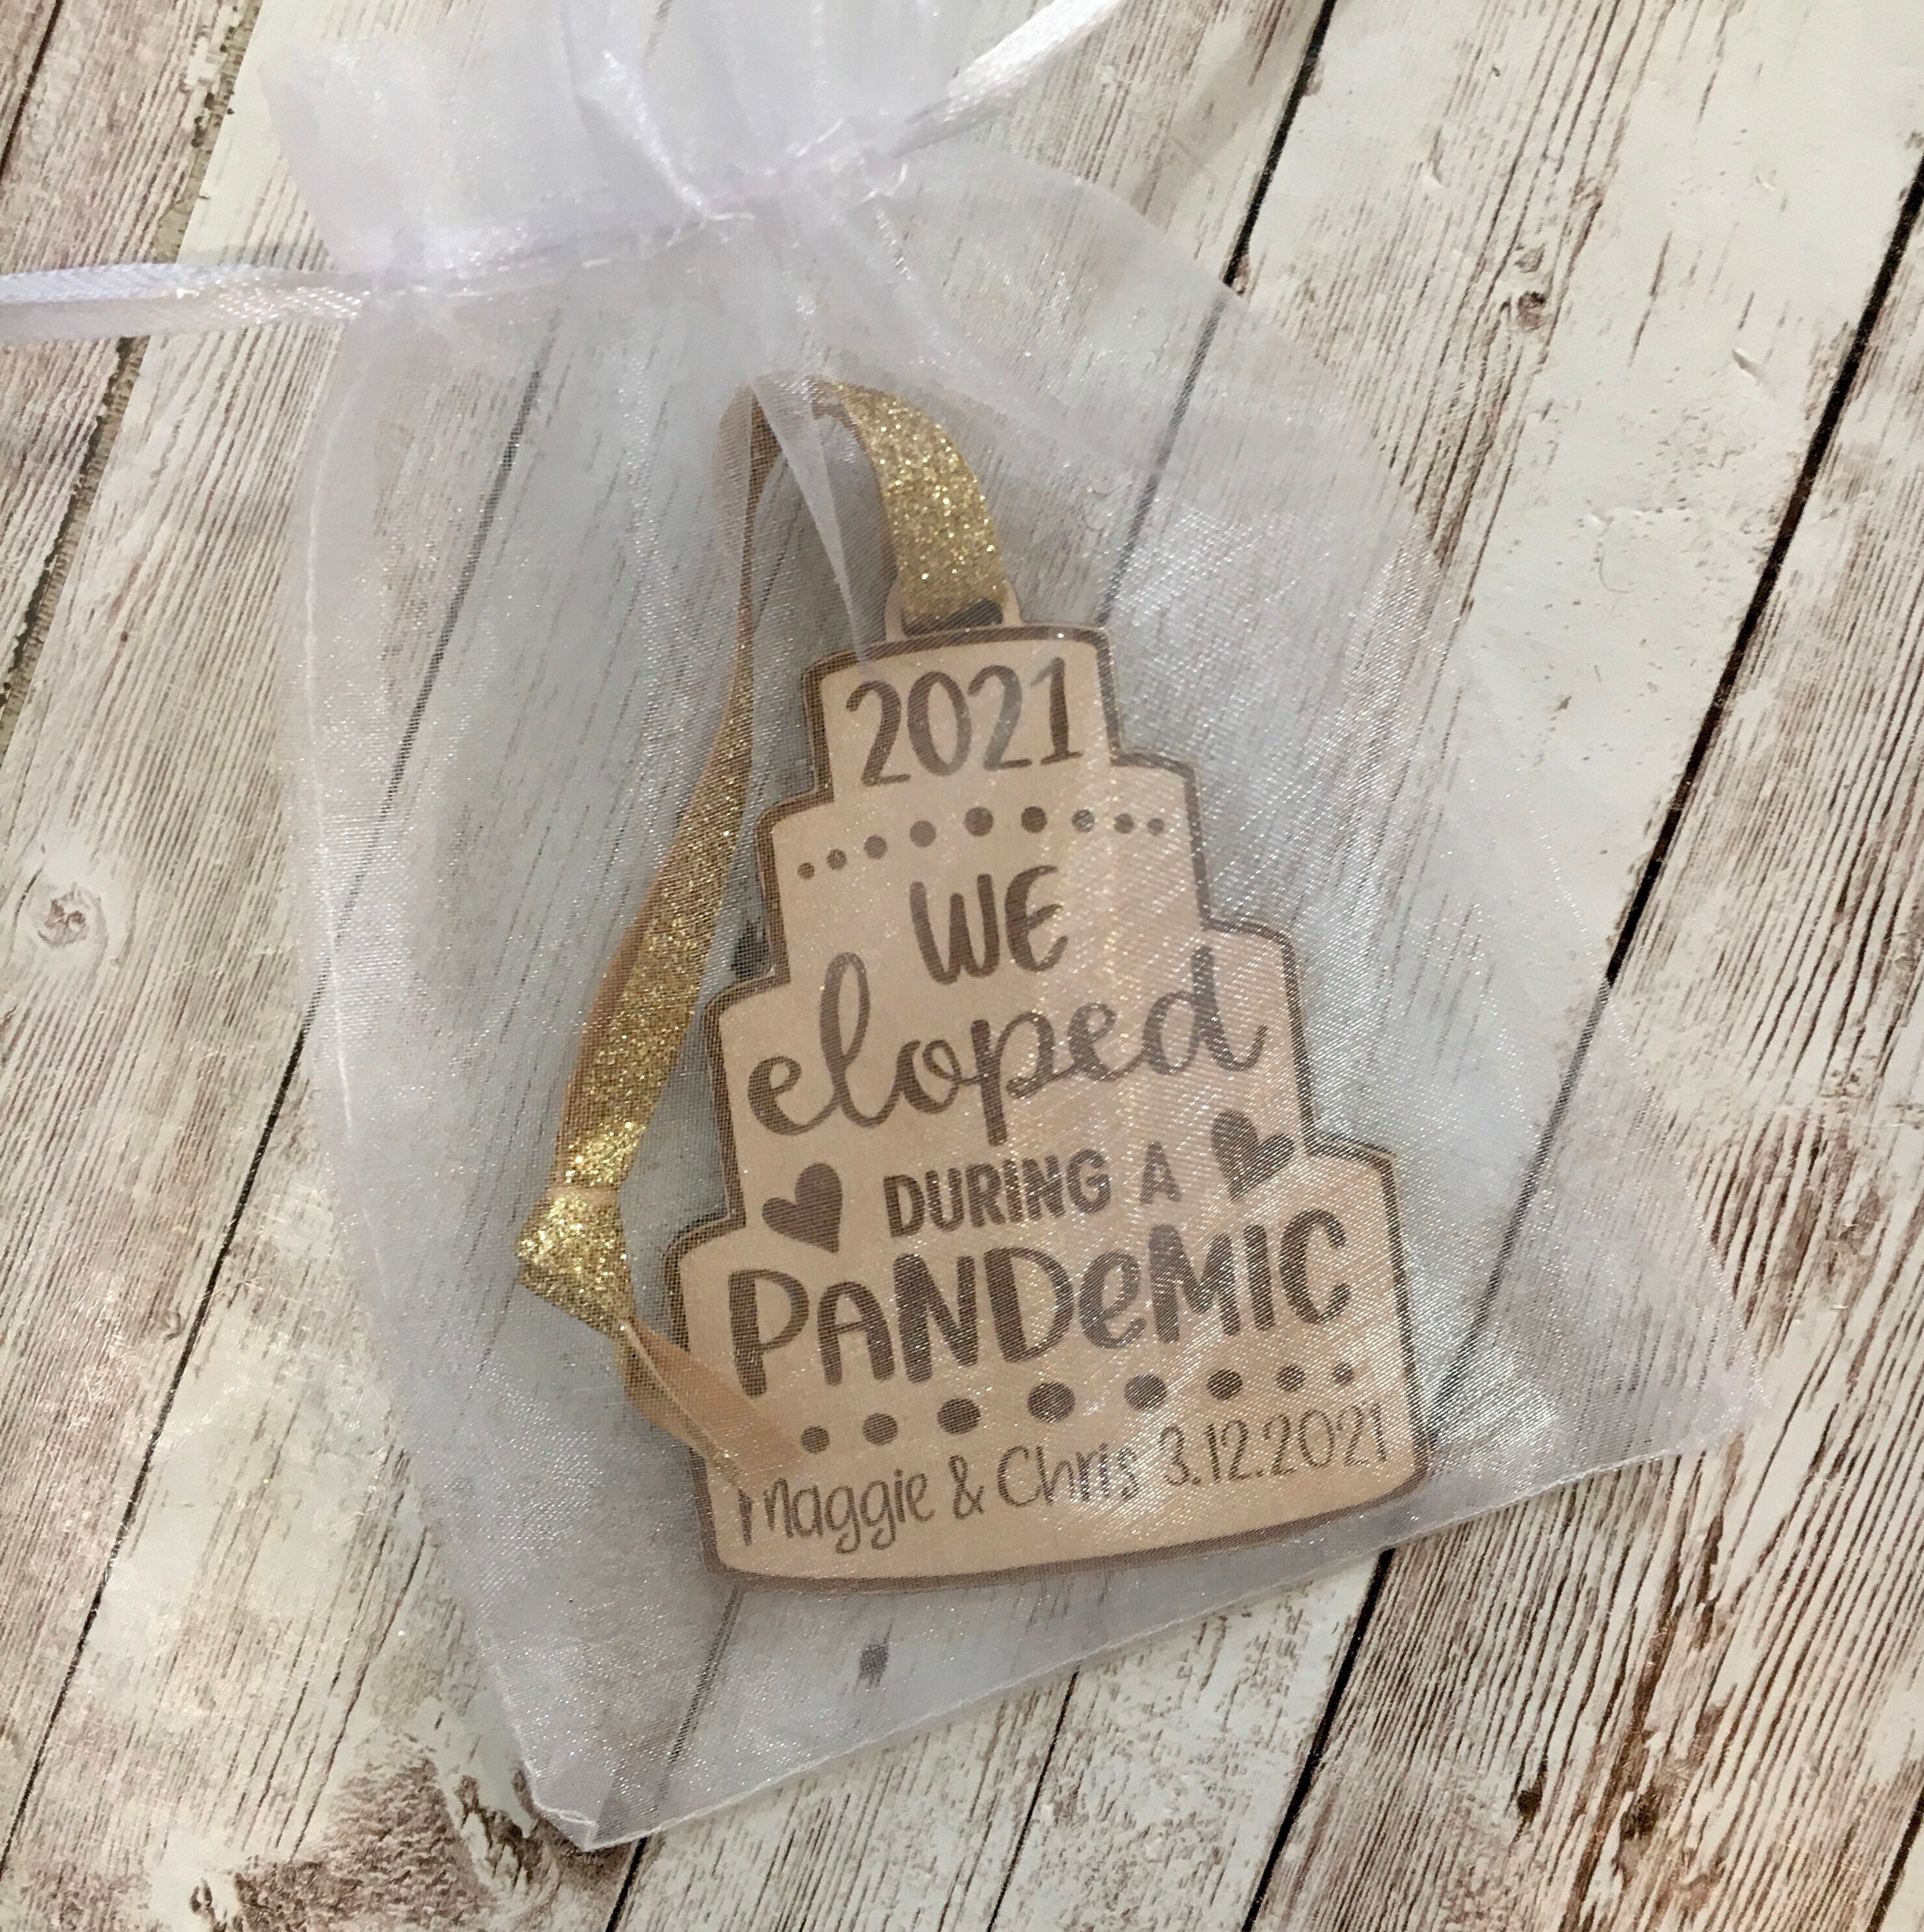 2021
WE
eloped
DURING A
PANDeMIC
Maggie & Chris 3.12.2021